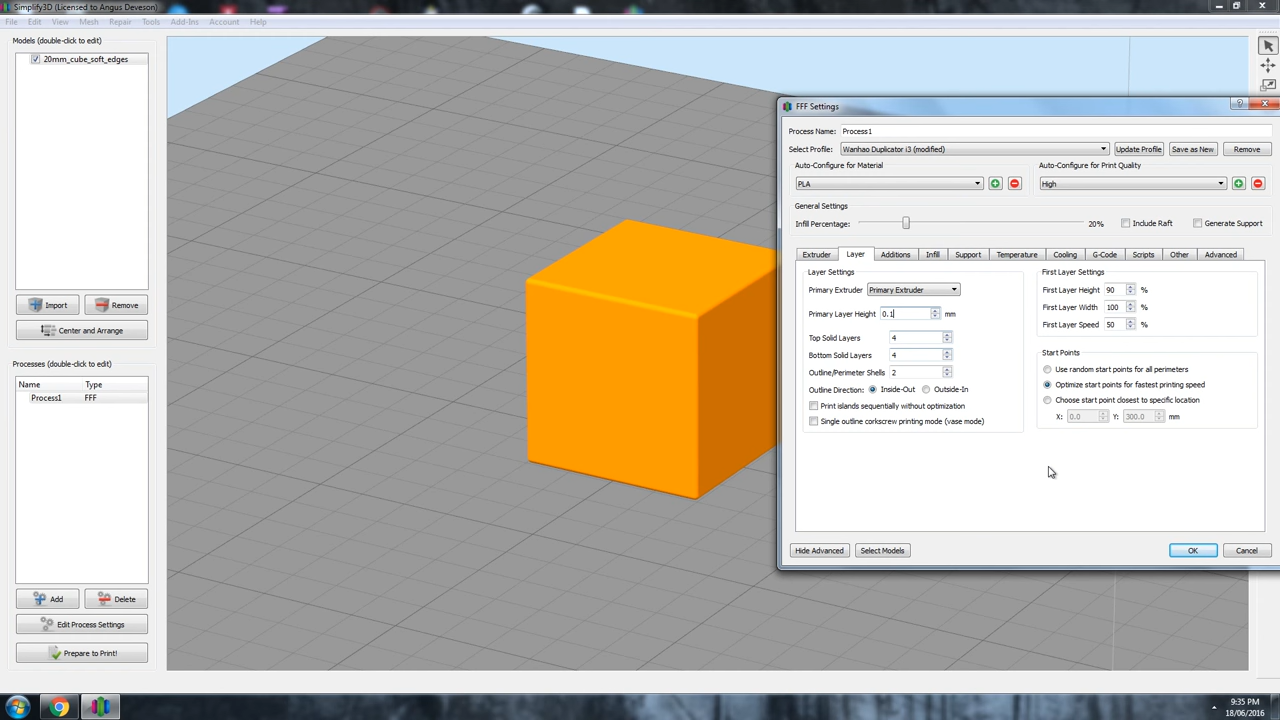 Simplify3D (Licensed to Angus Deveson)
File Edit View Mesh Repair Tools Add-Ins Account Help
Models (double-click to edit)
20mm_cube_soft_edges
Import Remove
Center and Arrange
Processes (double-click to edit)
Name Type
Process1 FFF
Add Delete
Edit Process Settings
Prepare to Print!
FFF Settings
Process Name: Process1
Select Profile: Wanhao Duplicator i3 (modified) Update Profile Save as New Remove
Auto-Configure for Material Auto-Configure for Print Quality
PLA High
General Settings
Infill Percentage: 20% Include Raft Generate Support
Extruder Layer Additions Infill Support Temperature Cooling G-Code Scripts Other Advanced
Layer Settings
Primary Extruder Primary Extruder
Primary Layer Height 0.1 mm
Top Solid Layers 4
Bottom Solid Layers 4
Outline/Perimeter Shells 2
Outline Direction: Inside-Out Outside-In
Print islands sequentially without optimization
Single outline corkscrew printing mode (vase mode)
First Layer Settings
First Layer Height 90 %
First Layer Width 100 %
First Layer Speed 50 %
Start Points
Use random start points for all perimeters
Optimize start points for fastest printing speed
Choose start point closest to specific location
X: 0.0 Y: 300.0 mm
Hide Advanced Select Models OK Cancel
9:35 PM
18/06/2016